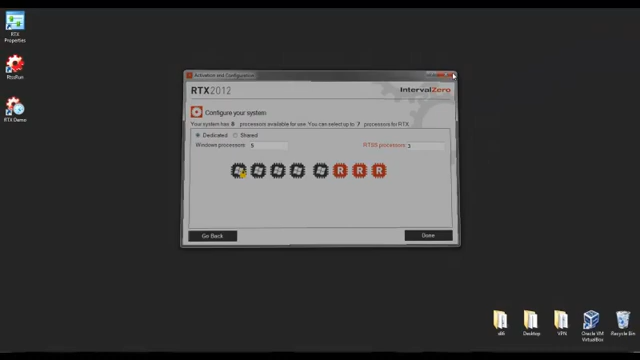 RTX
Properties
RTX Demo
Activation and Configuration
RTX2012
IntervalZero
Configure your system
Your system has 8 processors available for use. You can select up to 7 processors for RTX.
Dedicated
Shared
Windows processors
5
RTSS processors
3
R R R
Go Back
Done
x86
Desktop
VPN
Oracle VM
VirtualBox
Recycle Bin